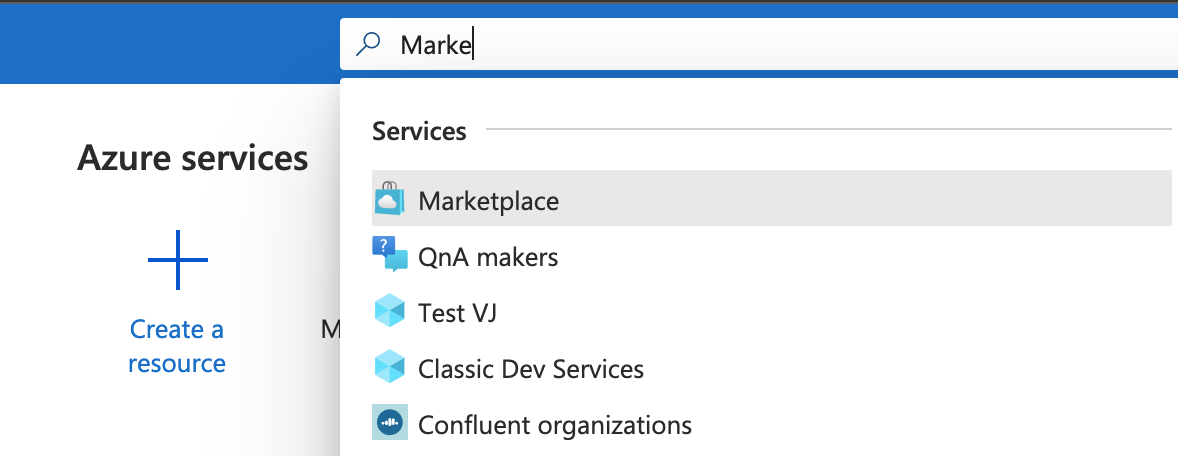 Marke
Services
Azure services
Marketplace
? QnA makers
Test VJ
Create a
resource
M
Classic Dev Services
Confluent organizations